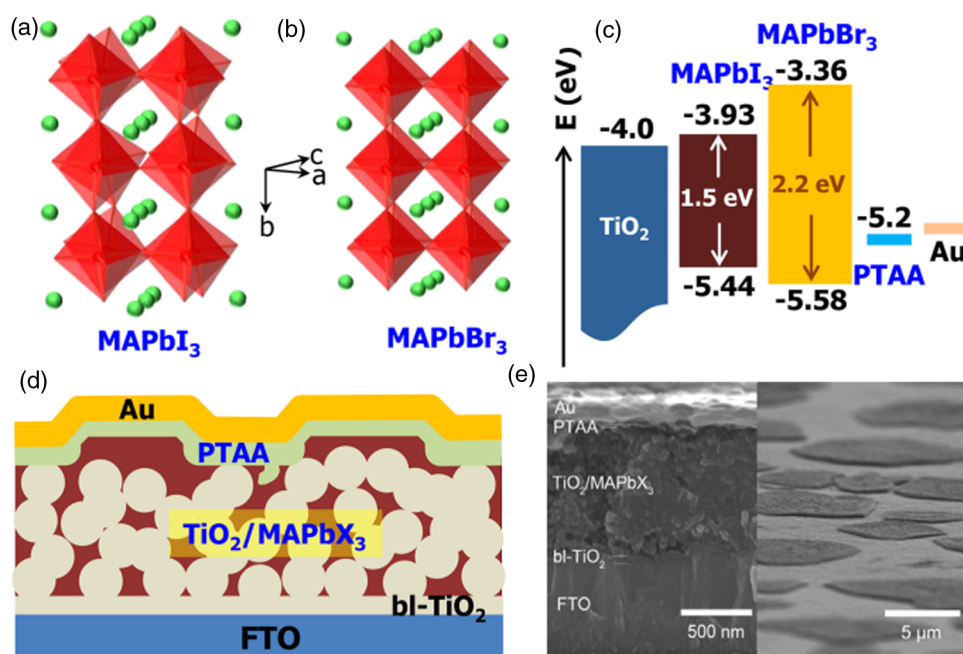 (a)
(b)
c
a
b
MAPbI₃
MAPbBr₃
(c)
E (eV)
MAPbBr₃
-3.36
MAPbI₃
-3.93
-4.0
TiO₂
1.5 eV
2.2 eV
-5.2
Au
PTAA
-5.44
-5.58
(d)
Au
PTAA
TiO₂/MAPbX₃
bl-TiO₂
FTO
(e)
Au
PTAA
TiO₂/MAPbX₃
bl-TiO₂
FTO
500 nm
5 µm